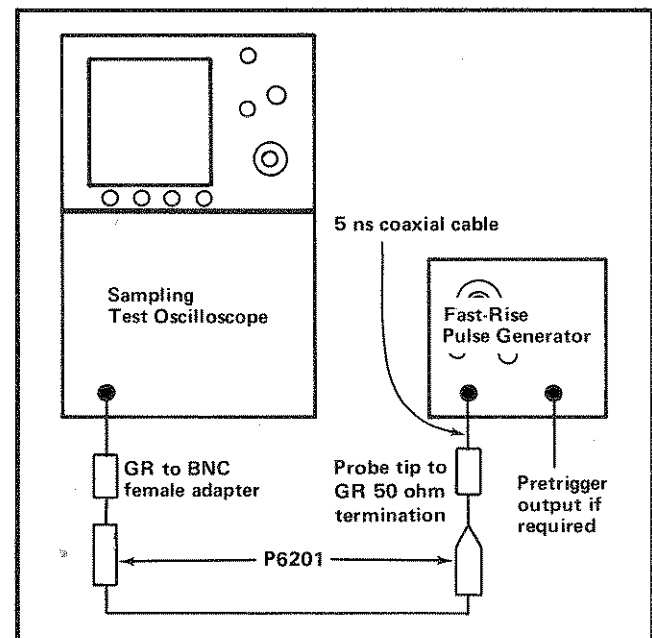 5 ns coaxial cable
Sampling
Test Oscilloscope
Fast-Rise
Pulse Generator
GR to BNC
female adapter
Probe tip to
GR 50 ohm
termination
Pretrigger
output if
required
P6201